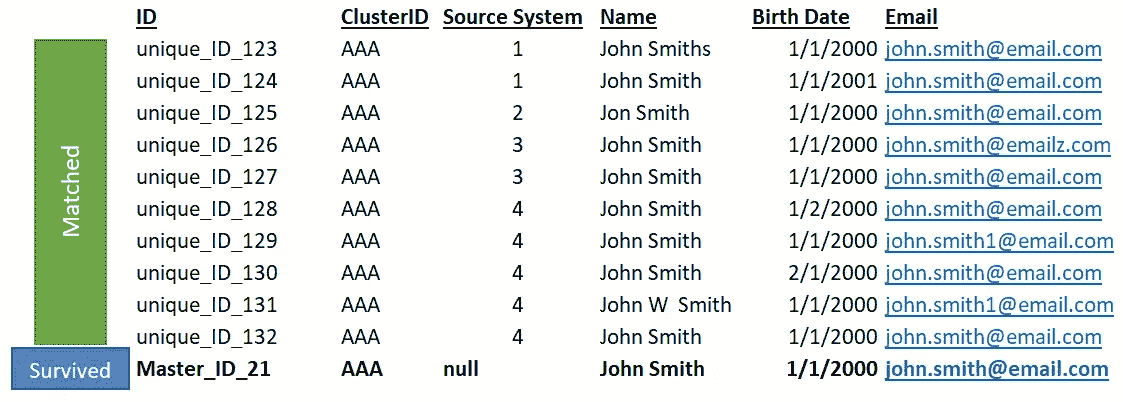 ID ClusterID Source System Name Birth Date Email
unique_ID_123 AAA 1 John Smiths 1/1/2000 john.smith@email.com
unique_ID_124 AAA 1 John Smith 1/1/2001 john.smith@email.com
unique_ID_125 AAA 2 Jon Smith 1/1/2000 john.smith@email.com
unique_ID_126 AAA 3 John Smith 1/1/2000 john.smith@emailz.com
unique_ID_127 AAA 3 John Smith 1/1/2000 john.smith@email.com
unique_ID_128 AAA 4 John Smith 1/2/2000 john.smith@email.com
unique_ID_129 AAA 4 John Smith 1/1/2000 john.smith1@email.com
unique_ID_130 AAA 4 John Smith 2/1/2000 john.smith@email.com
unique_ID_131 AAA 4 John W  Smith 1/1/2000 john.smith1@email.com
unique_ID_132 AAA 4 John Smith 1/1/2000 john.smith@email.com
Matched
Survived Master_ID_21 AAA null John Smith 1/1/2000 john.smith@email.com